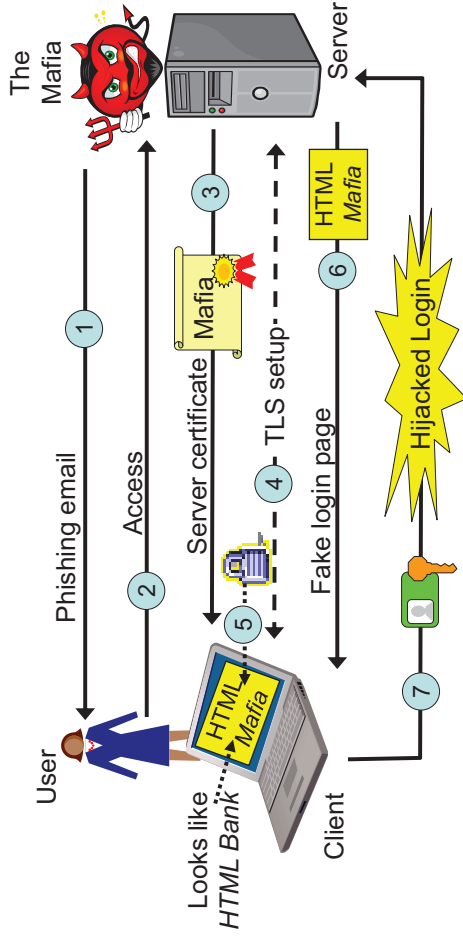 User
The
Mafia
1
Phishing email
2
Access
3
Mafia
Server certificate
4
TLS setup
5
HTML
Mafia
Looks like
HTML Bank
Client
Server
HTML
Mafia
6
Fake login page
Hijacked Login
7